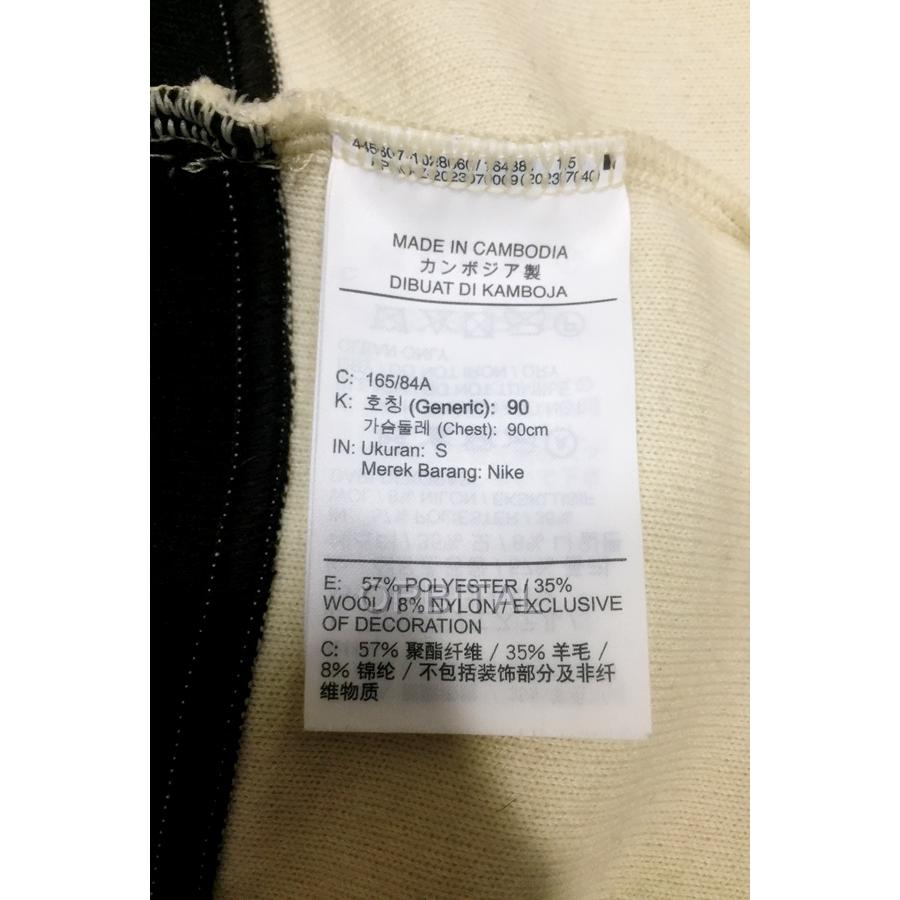 MADE IN CAMBODIA
カンボジア製
DIBUAT DI KAMBOJA
C: 165/84A
K: 호칭 (Generic): 90
가슴둘레 (Chest): 90cm
IN: Ukuran: S
Merek Barang: Nike
E: 57% POLYESTER / 35%
WOOL / 8% NYLON / EXCLUSIVE
OF DECORATION
ORBITAL
C: 57% 聚酯纤维 / 35% 羊毛 /
8% 锦纶 / 不包括装饰部分及非纤
维物质